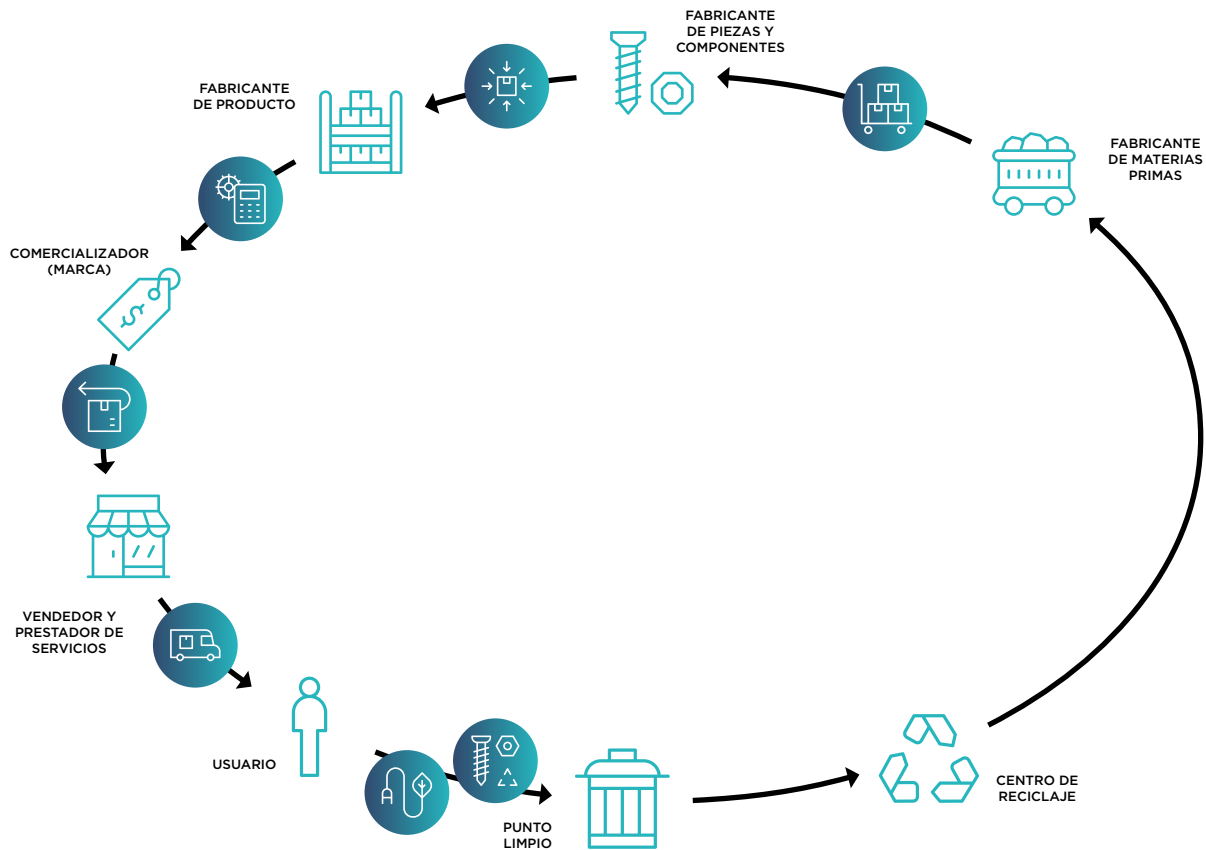 FABRICANTE
DE PIEZAS Y
COMPONENTES
FABRICANTE
DE PRODUCTO
FABRICANTE
DE MATERIAS
PRIMAS
COMERCIALIZADOR
(MARCA)
$
VENDEDOR Y
PRESTADOR DE
SERVICIOS
USUARIO
PUNTO
LIMPIO
CENTRO DE
RECICLAJE